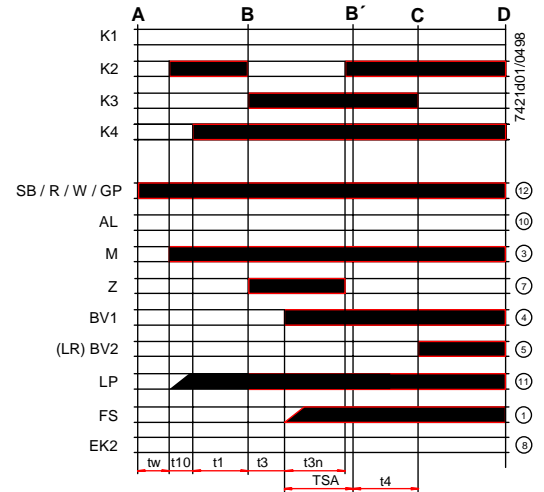 A B B´ C D
K1
K2
K3
K4
SB / R / W / GP 12
AL 10
M 3
Z 7
BV1 4
(LR) BV2 5
LP 11
FS 1
EK2 8
tw t10 t1 t3 t3n
TSA t4
7421d01/0498